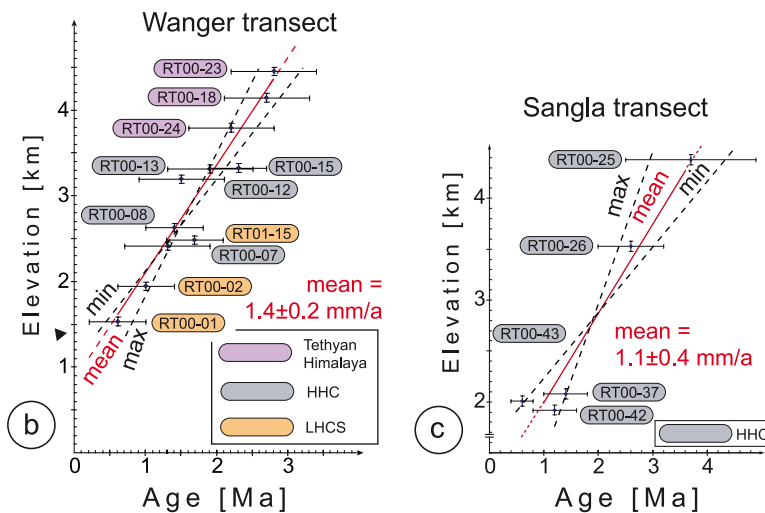 Wanger transect
RT00-23
RT00-18
RT00-24
RT00-13
RT00-15
RT00-12
RT00-08
RT01-15
RT00-07
RT00-02
RT00-01
min
mean
max
mean =
1.4±0.2 mm/a
Tethyan
Himalaya
HHC
LHCS
4
3
2
1
0
1
2
3
Elevation [km]
Age [Ma]
b
Sangla transect
RT00-25
RT00-26
RT00-43
RT00-37
RT00-42
max
mean
min
mean =
1.1±0.4 mm/a
HHC
4
3
2
0
1
2
3
4
Elevation [km]
Age [Ma]
c